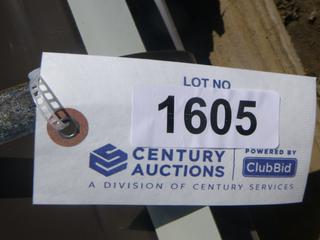 LOT NO
1605
CENTURY AUCTIONS
POWERED BY
ClubBid
A DIVISION OF CENTURY SERVICES